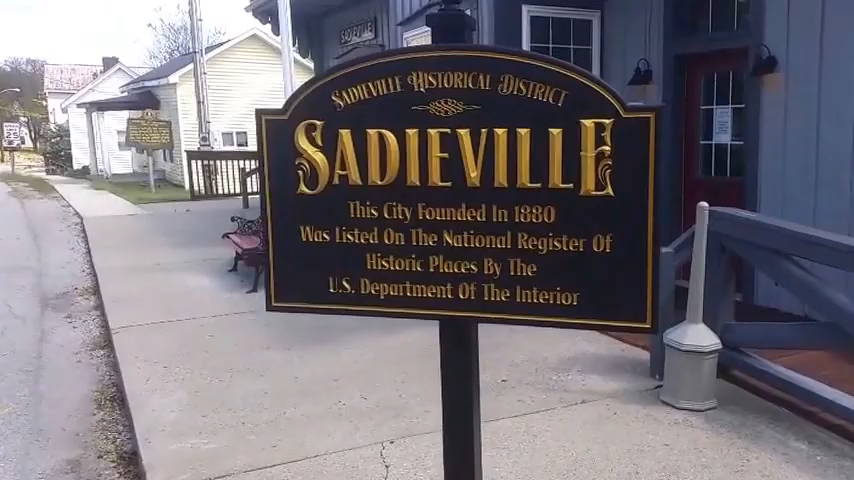 SADIEVILLE
SADIEVILLE HISTORICAL DISTRICT
SADIEVILLE
This City Founded In 1880
Was Listed On The National Register Of
Historic Places By The
U.S. Department Of The Interior